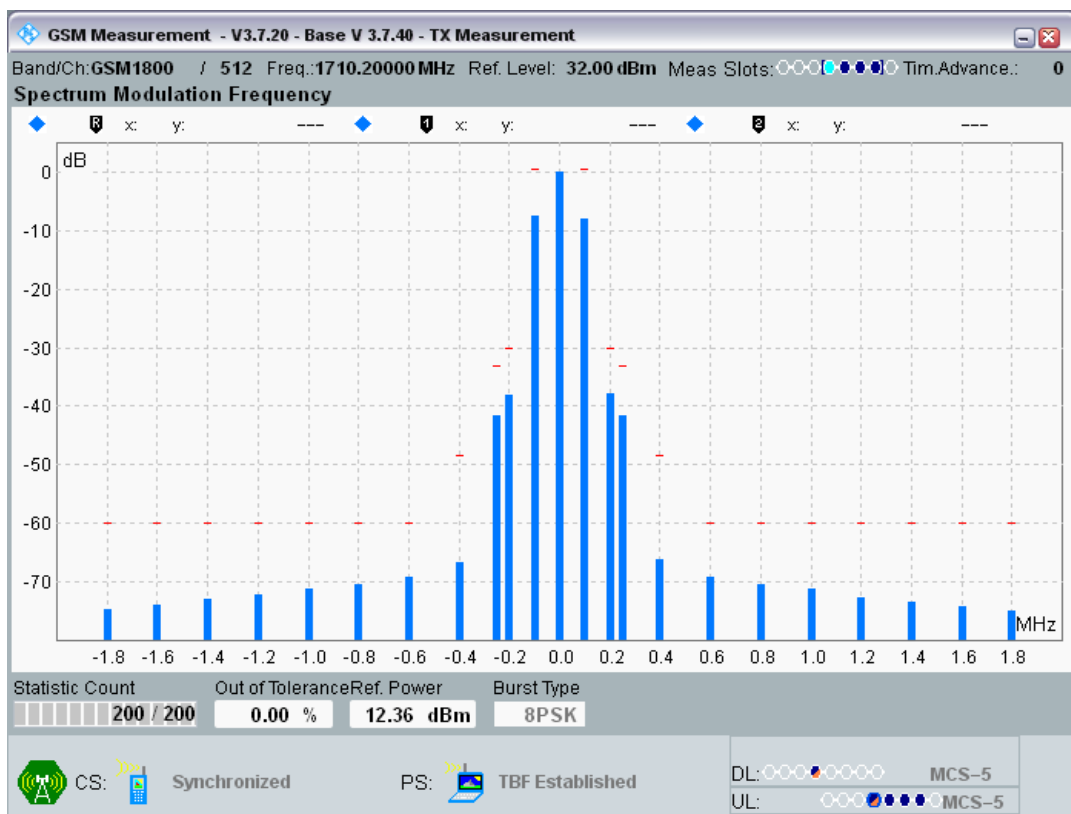 GSM Measurement - V3.7.20 - Base V 3.7.40 - TX Measurement
Band/Ch:GSM1800 / 512 Freq.:1710.20000 MHz Ref. Level: 32.00 dBm Meas Slots: Tim.Advance.: 0
Spectrum Modulation Frequency
R x: y: --- 1 x: y: --- 2 x: y: ---
dB
0
-10
-20
-30
-40
-50
-60
-70
MHz
-1.8 -1.6 -1.4 -1.2 -1.0 -0.8 -0.6 -0.4 -0.2 0.0 0.2 0.4 0.6 0.8 1.0 1.2 1.4 1.6 1.8
Statistic Count Out of Tolerance Ref. Power Burst Type
200 / 200 0.00 % 12.36 dBm 8PSK
CS: Synchronized PS: TBF Established DL: MCS-5
UL: MCS-5